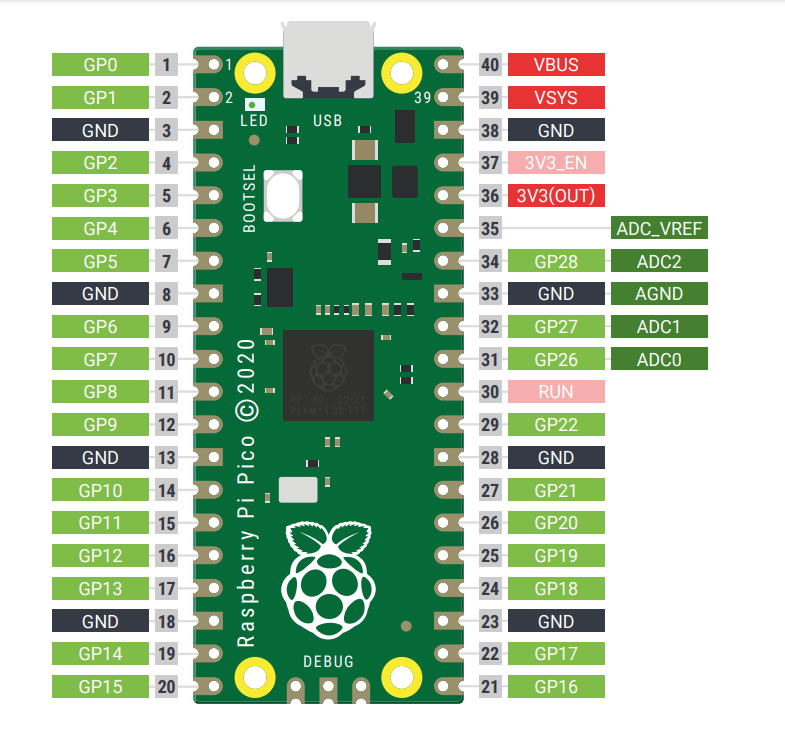 GP0 1 1 40 VBUS
GP1 2 2 39 39 VSYS
LED USB
GND 3 38 GND
GP2 4 37 3V3_EN
BOOTSEL
GP3 5 36 3V3(OUT)
GP4 6 35 ADC_VREF
GP5 7 34 GP28 ADC2
GND 8 33 GND AGND
GP6 9 32 GP27 ADC1
GP7 10 31 GP26 ADC0
GP8 11 30 RUN
GP9 12 29 GP22
GND 13 28 GND
GP10 14 27 GP21
GP11 15 26 GP20
GP12 16 25 GP19
GP13 17 24 GP18
GND 18 23 GND
Raspberry Pi Pico ©2020
GP14 19 22 GP17
DEBUG
GP15 20 21 GP16